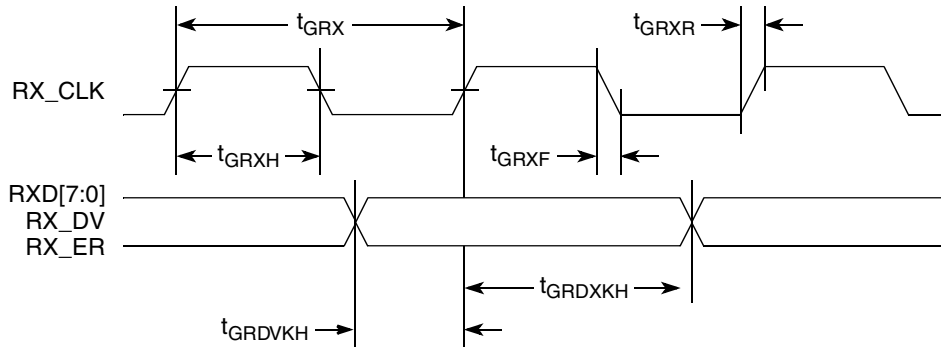 tGRX
tGRXR
RX_CLK
tGRXH
tGRXF
RXD[7:0]
RX_DV
RX_ER
tGRDXKH
tGRDVKH